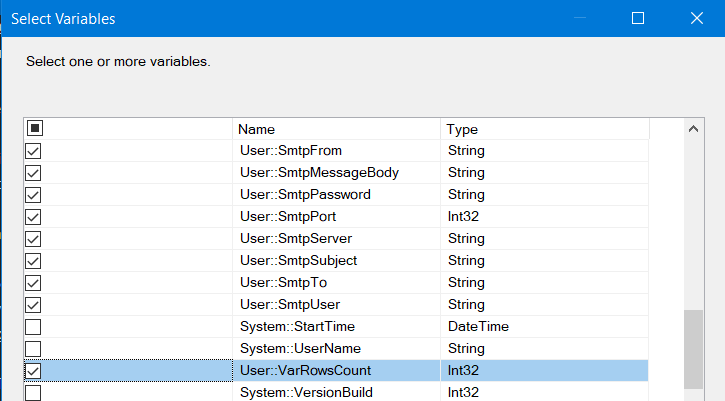 Select Variables
Select one or more variables.
Name Type
User::SmtpFrom String
User::SmtpMessageBody String
User::SmtpPassword String
User::SmtpPort Int32
User::SmtpServer String
User::SmtpSubject String
User::SmtpTo String
User::SmtpUser String
System::StartTime DateTime
System::UserName String
User::VarRowsCount Int32
System::VersionBuild Int32